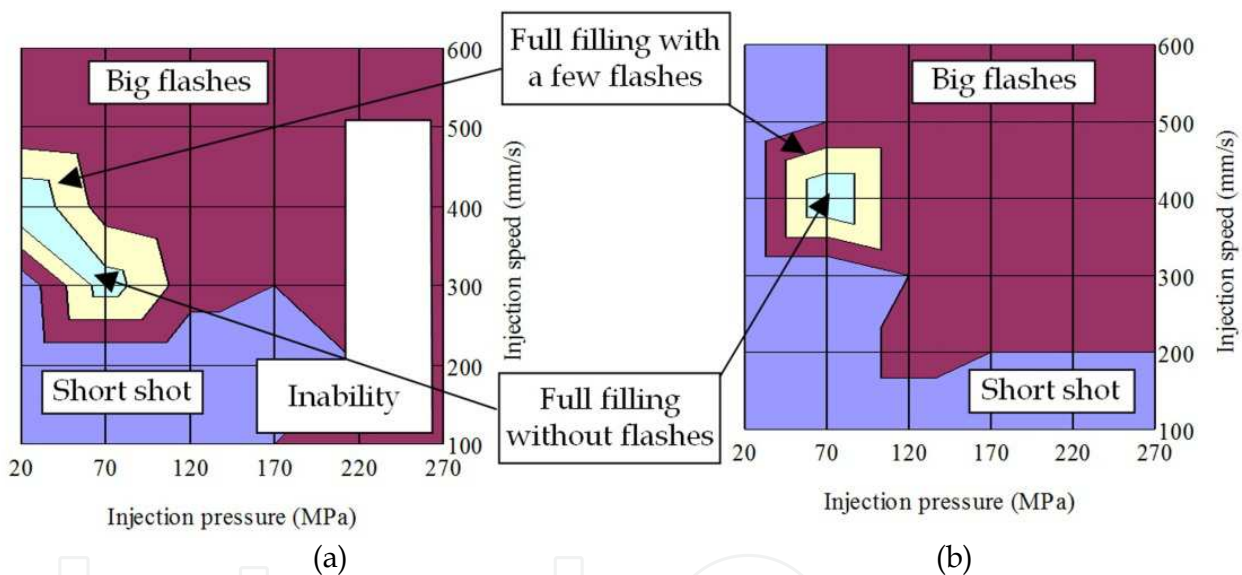 Big flashes
Short shot
Inability
600
500
400
300
200
100
Injection speed (mm/s)
20 70 120 170 220 270
Injection pressure (MPa)
(a)
Full filling with
a few flashes
Full filling
without flashes
Big flashes
Short shot
600
500
400
300
200
100
Injection speed (mm/s)
20 70 120 170 220 270
Injection pressure (MPa)
(b)